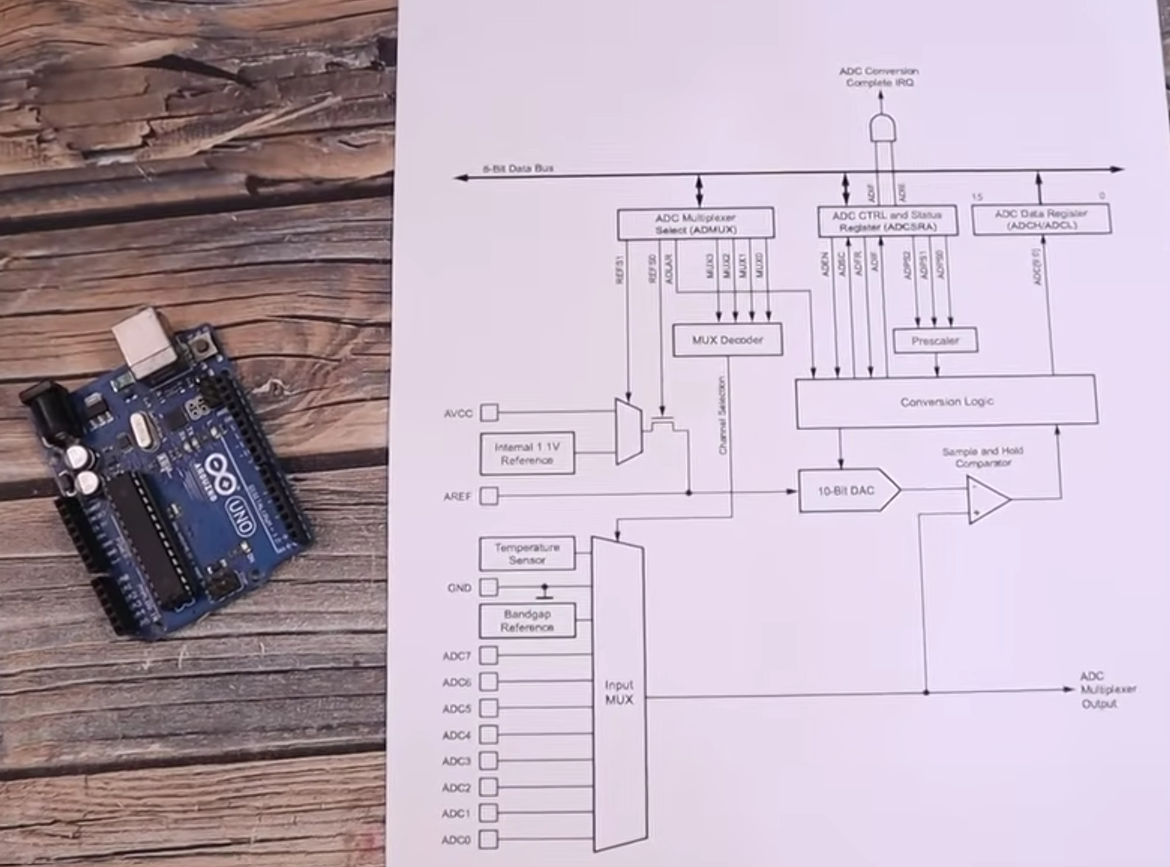 ADC Conversion
Complete IRQ
8-Bit Data Bus
ADIF
ADIE
15
0
ADC Multiplexer
Select (ADMUX)
ADC CTRL and Status
Register (ADCSRA)
ADC Data Register
(ADCH/ADCL)
REFS1
REFS0
ADLAR
MUX3
MUX2
MUX1
MUX0
ADEN
ADSC
ADFR
ADIF
ADPS2
ADPS1
ADPS0
ADC[9:0]
MUX Decoder
Prescaler
Channel Selection
Conversion Logic
AVCC
Internal 1.1V
Reference
Sample and Hold
Comparator
AREF
10-Bit DAC
-
+
Temperature
Sensor
GND
Bandgap
Reference
ADC7
ADC6
ADC5
ADC4
ADC3
ADC2
ADC1
ADC0
Input
MUX
ADC
Multiplexer
Output
ARDUINO
UNO